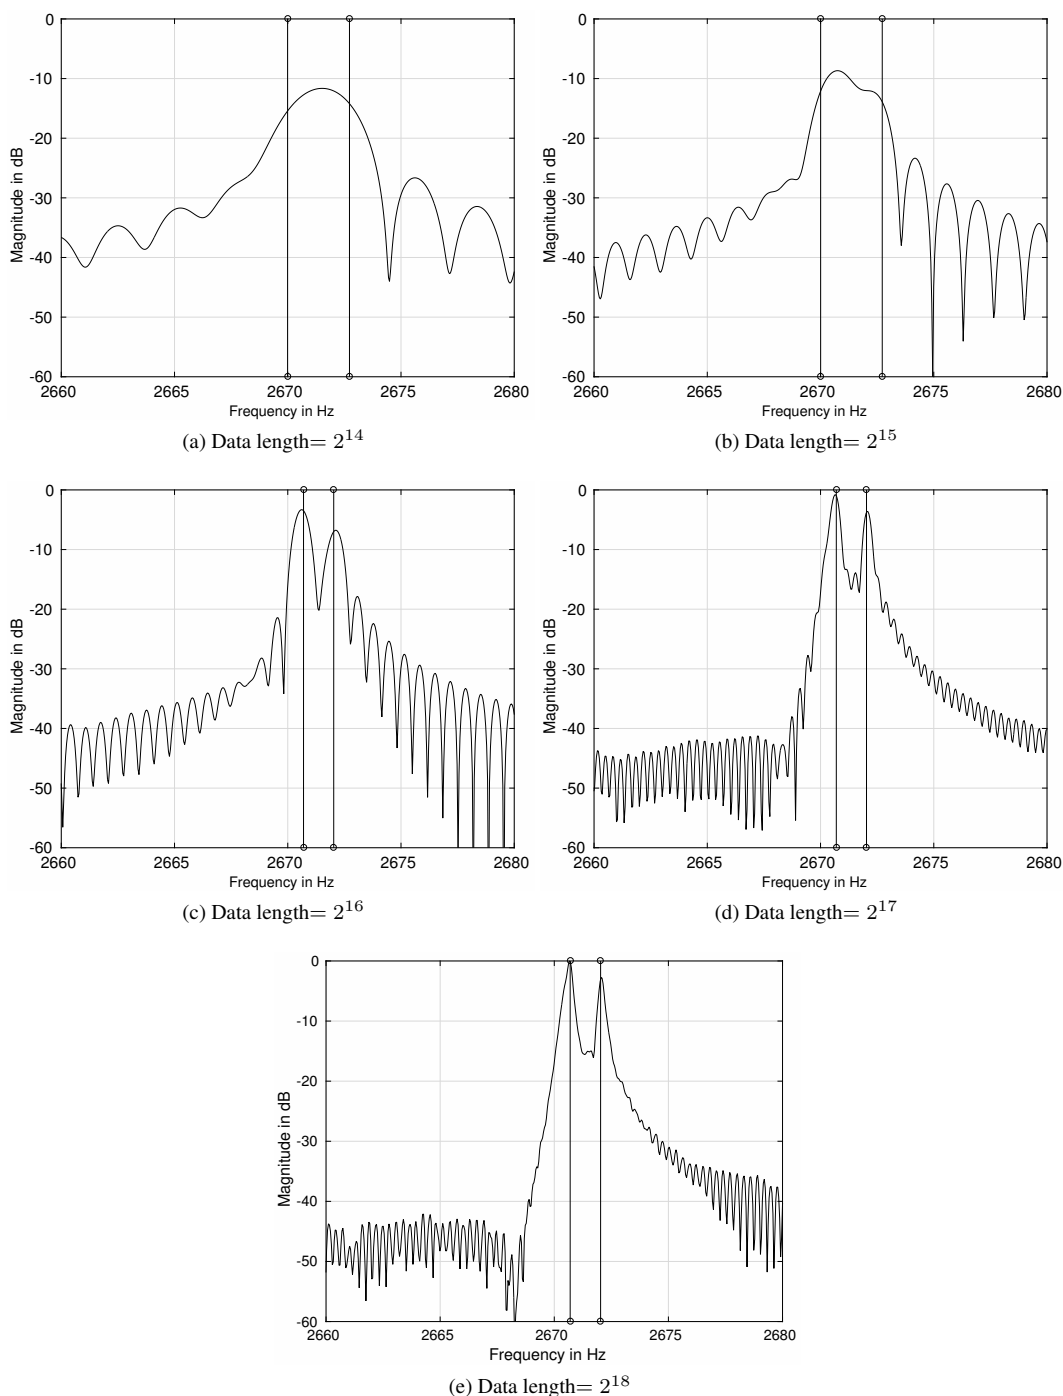 0
-10
-20
-30
-40
-50
-60
Magnitude in dB
2660 2665 2670 2675 2680
Frequency in Hz
(a) Data length= 2^14
0
-10
-20
-30
-40
-50
-60
Magnitude in dB
2660 2665 2670 2675 2680
Frequency in Hz
(b) Data length= 2^15
0
-10
-20
-30
-40
-50
-60
Magnitude in dB
2660 2665 2670 2675 2680
Frequency in Hz
(c) Data length= 2^16
0
-10
-20
-30
-40
-50
-60
Magnitude in dB
2660 2665 2670 2675 2680
Frequency in Hz
(d) Data length= 2^17
0
-10
-20
-30
-40
-50
-60
Magnitude in dB
2660 2665 2670 2675 2680
Frequency in Hz
(e) Data length= 2^18